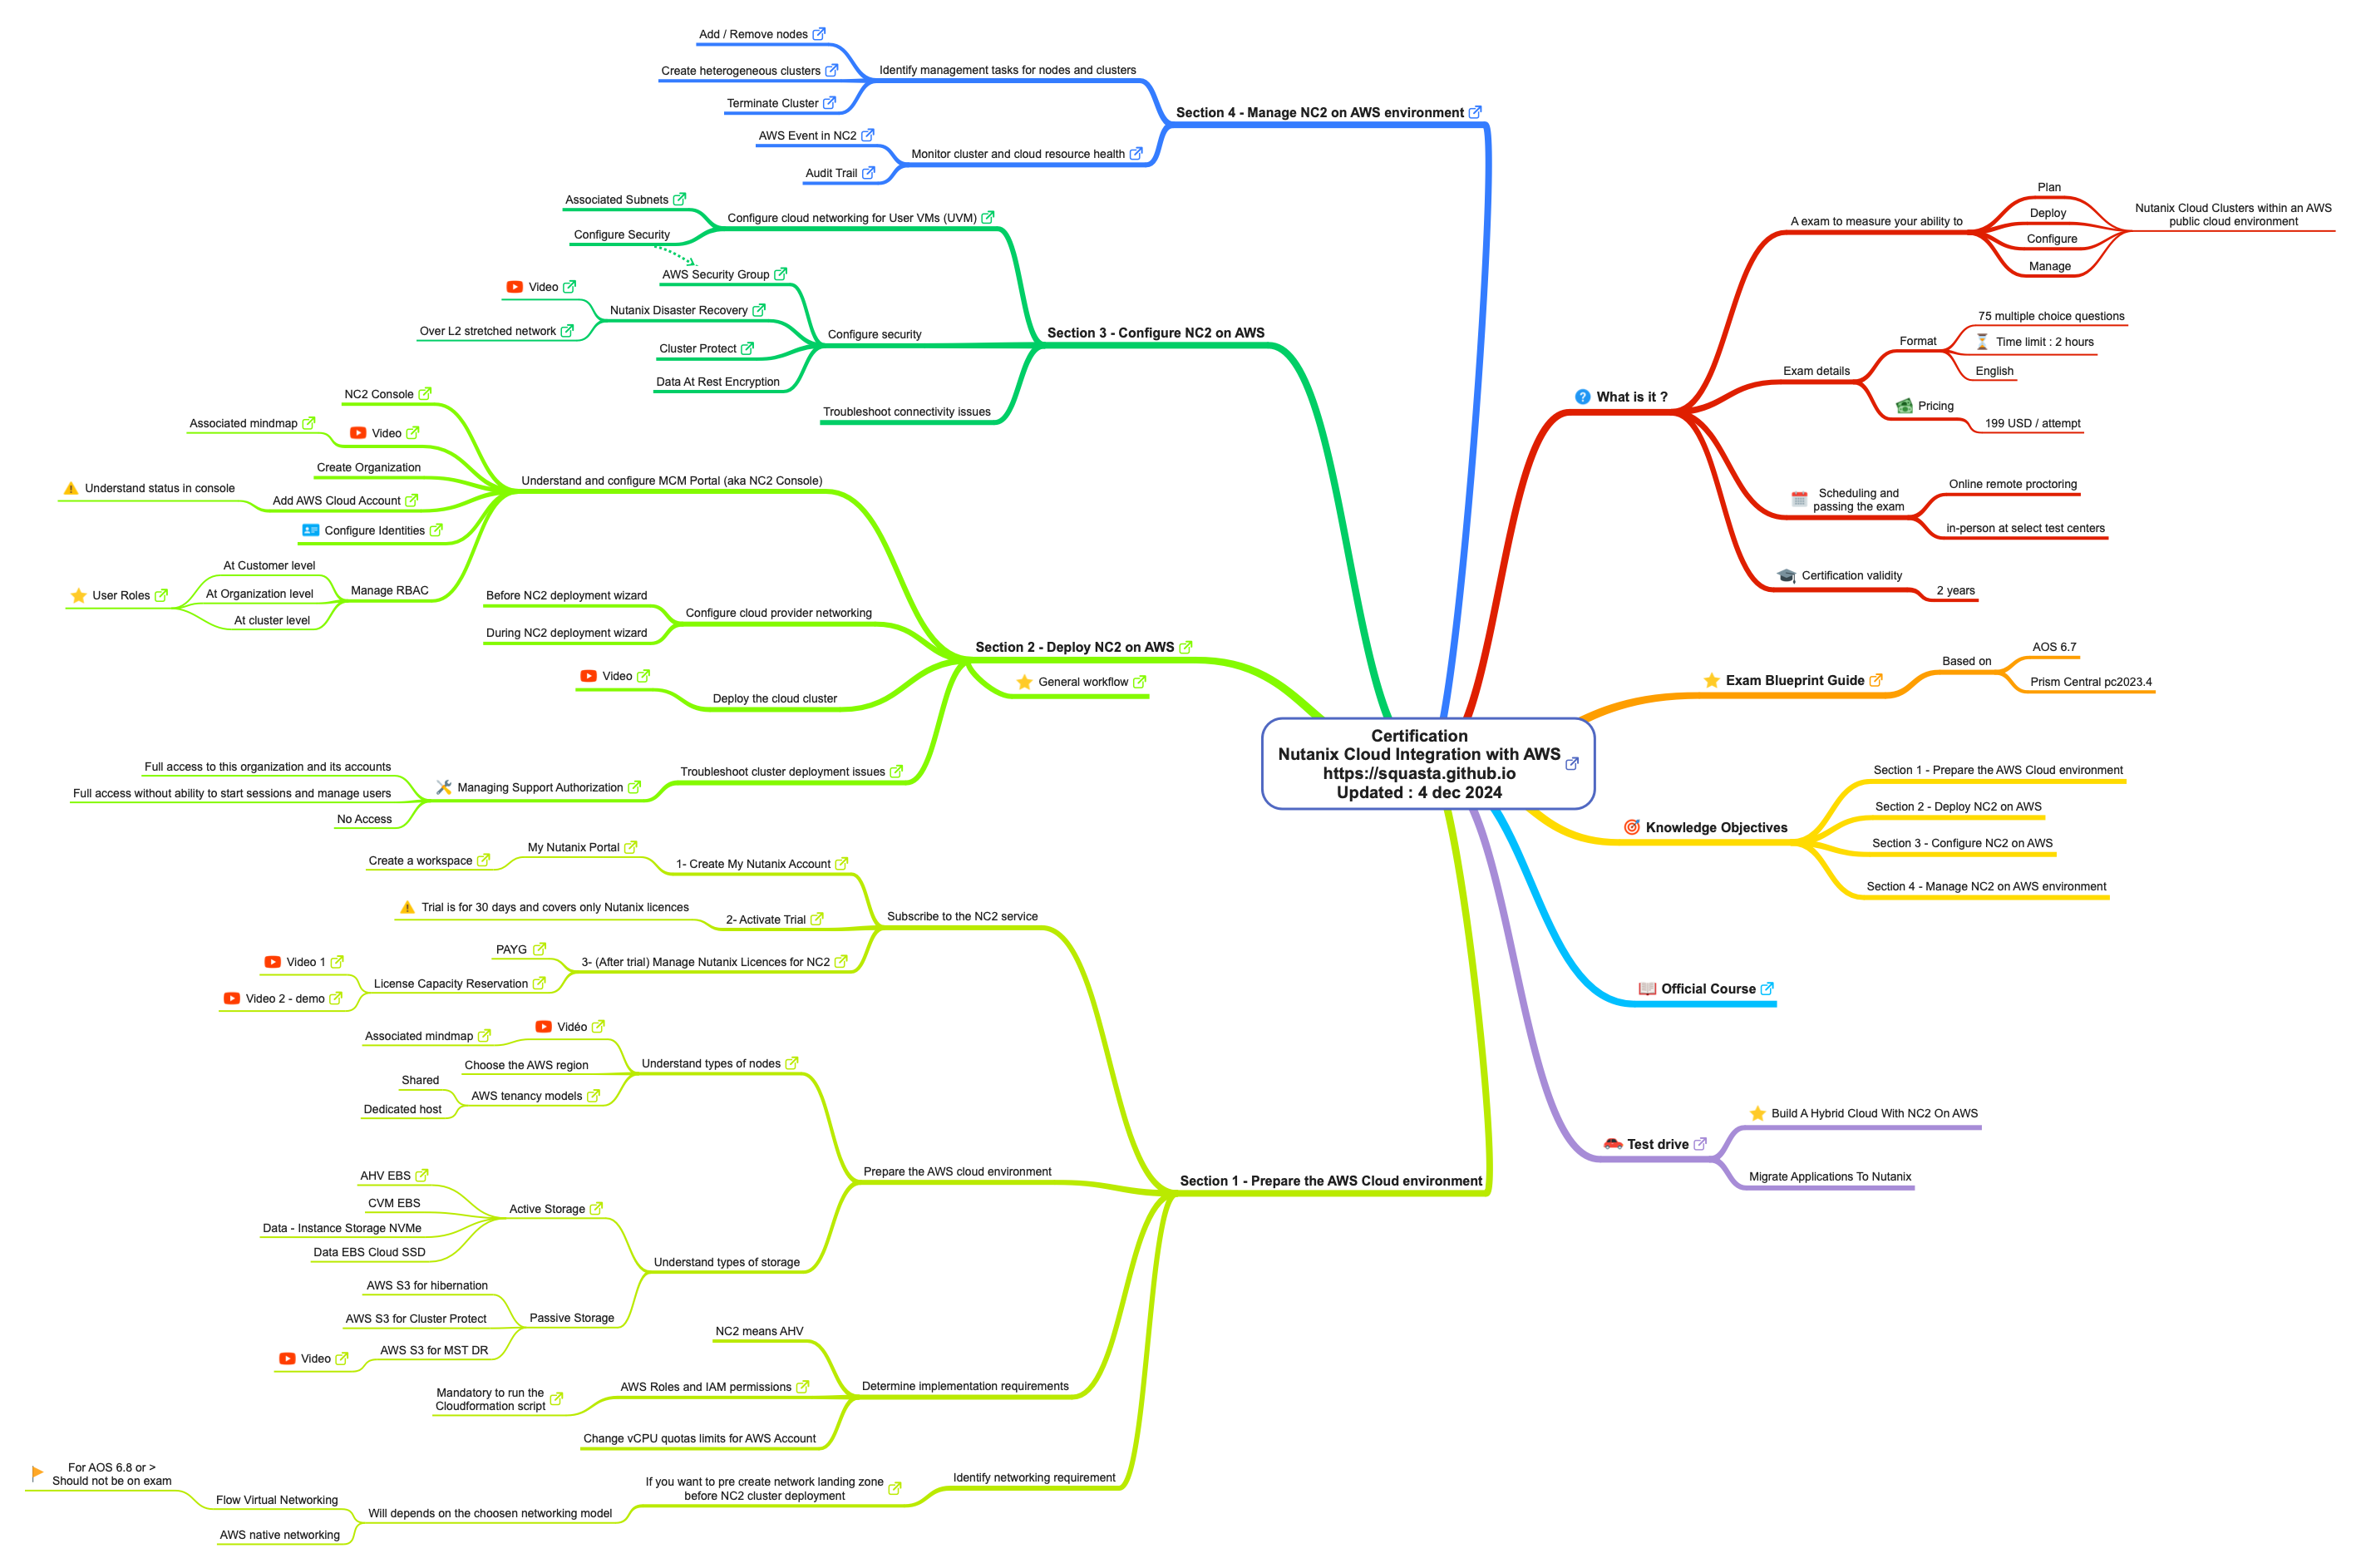 Certification
Nutanix Cloud Integration with AWS
https://squasta.github.io
Updated : 4 dec 2024
What is it ?
A exam to measure your ability to
Plan
Deploy
Configure
Manage
Nutanix Cloud Clusters within an AWS
public cloud environment
Exam details
Format
75 multiple choice questions
Time limit : 2 hours
English
Pricing
199 USD / attempt
Scheduling and
passing the exam
Online remote proctoring
in-person at select test centers
Certification validity
2 years
Exam Blueprint Guide
Based on
AOS 6.7
Prism Central pc2023.4
Knowledge Objectives
Section 1 - Prepare the AWS Cloud environment
Section 2 - Deploy NC2 on AWS
Section 3 - Configure NC2 on AWS
Section 4 - Manage NC2 on AWS environment
Official Course
Test drive
Build A Hybrid Cloud With NC2 On AWS
Migrate Applications To Nutanix
Section 1 - Prepare the AWS Cloud environment
Subscribe to the NC2 service
1- Create My Nutanix Account
My Nutanix Portal
Create a workspace
2- Activate Trial
Trial is for 30 days and covers only Nutanix licences
3- (After trial) Manage Nutanix Licences for NC2
PAYG
License Capacity Reservation
Video 1
Video 2 - demo
Prepare the AWS cloud environment
Understand types of nodes
Vidéo
Associated mindmap
Choose the AWS region
AWS tenancy models
Shared
Dedicated host
Understand types of storage
Active Storage
AHV EBS
CVM EBS
Data - Instance Storage NVMe
Data EBS Cloud SSD
Passive Storage
AWS S3 for hibernation
AWS S3 for Cluster Protect
AWS S3 for MST DR
Video
Determine implementation requirements
NC2 means AHV
AWS Roles and IAM permissions
Mandatory to run the
Cloudformation script
Change vCPU quotas limits for AWS Account
Identify networking requirement
If you want to pre create network landing zone
before NC2 cluster deployment
Will depends on the choosen networking model
Flow Virtual Networking
For AOS 6.8 or >
Should not be on exam
AWS native networking
Section 2 - Deploy NC2 on AWS
General workflow
Understand and configure MCM Portal (aka NC2 Console)
NC2 Console
Video
Associated mindmap
Create Organization
Add AWS Cloud Account
Understand status in console
Configure Identities
Manage RBAC
At Customer level
At Organization level
At cluster level
User Roles
Configure cloud provider networking
Before NC2 deployment wizard
During NC2 deployment wizard
Deploy the cloud cluster
Video
Troubleshoot cluster deployment issues
Managing Support Authorization
Full access to this organization and its accounts
Full access without ability to start sessions and manage users
No Access
Section 3 - Configure NC2 on AWS
Configure cloud networking for User VMs (UVM)
Associated Subnets
Configure Security
Configure security
AWS Security Group
Nutanix Disaster Recovery
Video
Over L2 stretched network
Cluster Protect
Data At Rest Encryption
Troubleshoot connectivity issues
Section 4 - Manage NC2 on AWS environment
Identify management tasks for nodes and clusters
Add / Remove nodes
Create heterogeneous clusters
Terminate Cluster
Monitor cluster and cloud resource health
AWS Event in NC2
Audit Trail